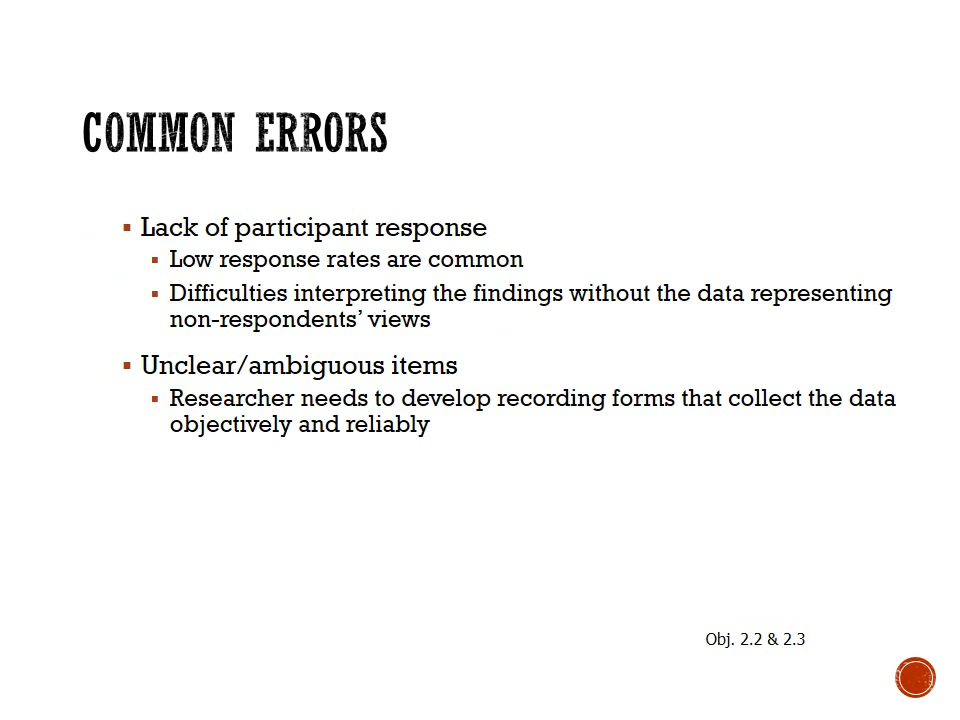 COMMON ERRORS
▪ Lack of participant response
▪ Low response rates are common
▪ Difficulties interpreting the findings without the data representing
non-respondents’ views
▪ Unclear/ambiguous items
▪ Researcher needs to develop recording forms that collect the data
objectively and reliably
Obj. 2.2 & 2.3